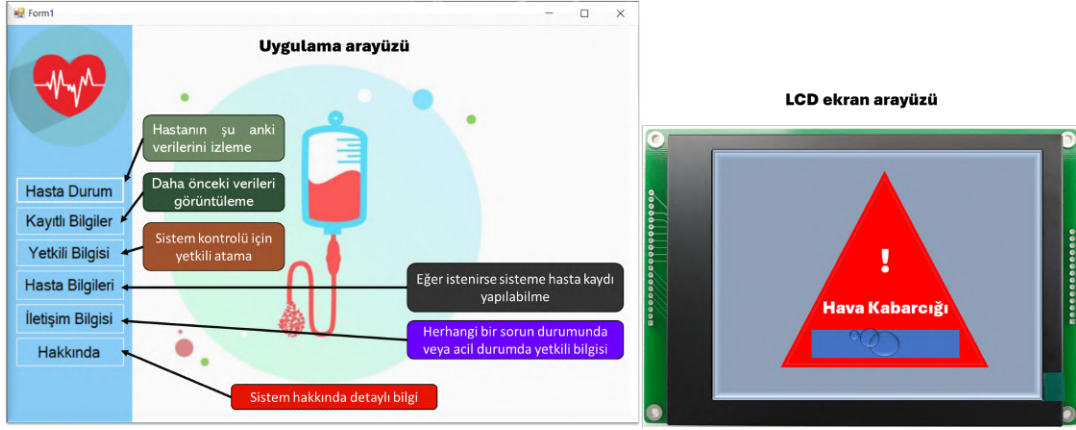 Form1
Uygulama arayüzü
Hastanın şu anki
verilerini izleme
Daha önceki verileri
görüntüleme
Sistem kontrolü için
yetkili atama
Eğer istenirse sisteme hasta kaydı
yapılabilme
Herhangi bir sorun durumunda
veya acil durumda yetkili bilgisi
Sistem hakkında detaylı bilgi
Hasta Durum
Kayıtlı Bilgiler
Yetkili Bilgisi
Hasta Bilgileri
İletişim Bilgisi
Hakkında
LCD ekran arayüzü
!
Hava Kabarcığı